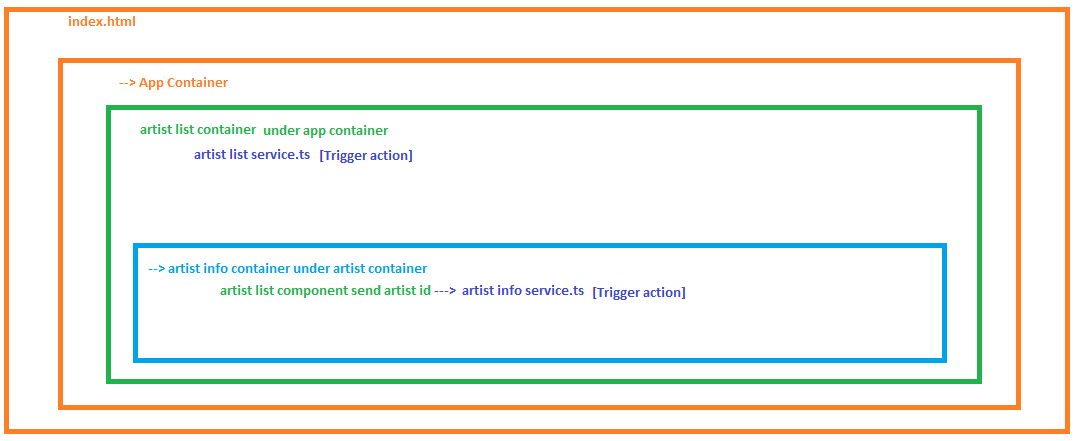 index.html
--> App Container
artist list container under app container
artist list service.ts [Trigger action]
--> artist info container under artist container
artist list component send artist id ---> artist info service.ts [Trigger action]